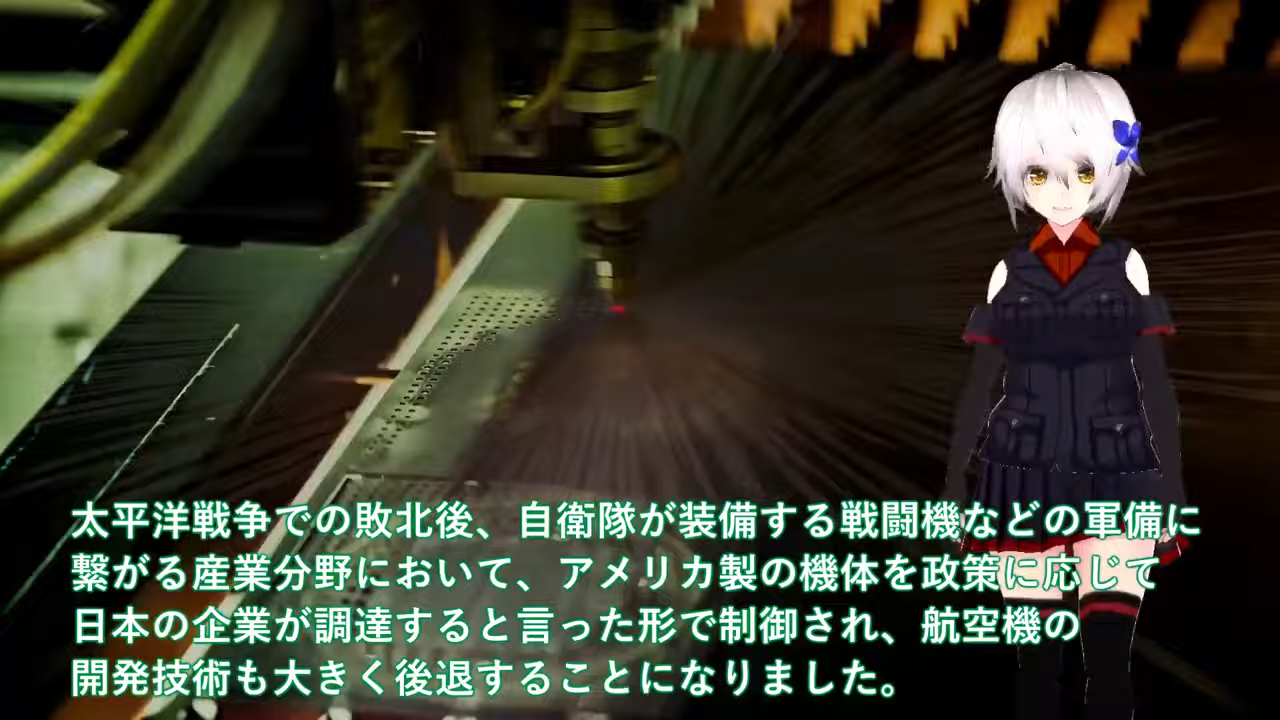 太平洋戦争での敗北後、自衛隊が装備する戦闘機などの軍備に
繋がる産業分野において、アメリカ製の機体を政策に応じて
日本の企業が調達すると言った形で制御され、航空機の
開発技術も大きく後退することになりました。